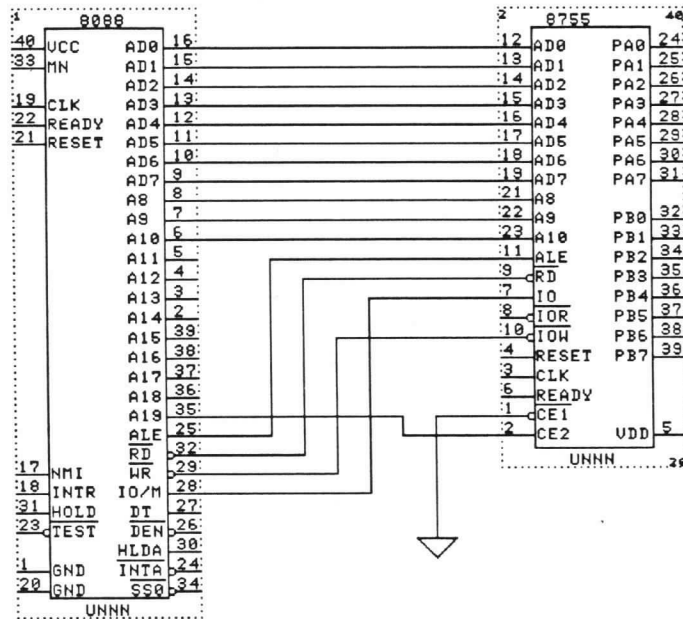 1
8088
40 VCC AD0 16
33 MN AD1 15
AD2 14
19 CLK AD3 13
22 READY AD4 12
21 RESET AD5 11
AD6 10
AD7 9
A8 8
A9 7
A10 6
A11 5
A12 4
A13 3
A14 2
A15 39
A16 38
A17 37
A18 36
A19 35
ALE 25
RD 32
17 NMI WR 29
18 INTR IO/M 28
31 HOLD DT 27
23 TEST DEN 26
HLDA 30
1 GND INTA 24
20 GND SS0 34
UNNN
2
8755
40
12 AD0 PA0 24
13 AD1 PA1 25
14 AD2 PA2 26
15 AD3 PA3 27
16 AD4 PA4 28
17 AD5 PA5 29
18 AD6 PA6 30
19 AD7 PA7 31
21 A8
22 A9 PB0 32
23 A10 PB1 33
11 ALE PB2 34
9 RD PB3 35
7 IO PB4 36
8 IOR PB5 37
10 IOW PB6 38
4 RESET PB7 39
3 CLK
6 READY
1 CE1
2 CE2 VDD 5
UNNN
20